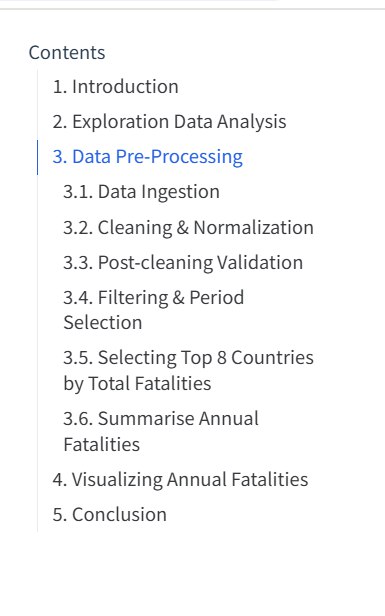 Contents
1. Introduction
2. Exploration Data Analysis
3. Data Pre-Processing
3.1. Data Ingestion
3.2. Cleaning & Normalization
3.3. Post-cleaning Validation
3.4. Filtering & Period
Selection
3.5. Selecting Top 8 Countries
by Total Fatalities
3.6. Summarise Annual
Fatalities
4. Visualizing Annual Fatalities
5. Conclusion